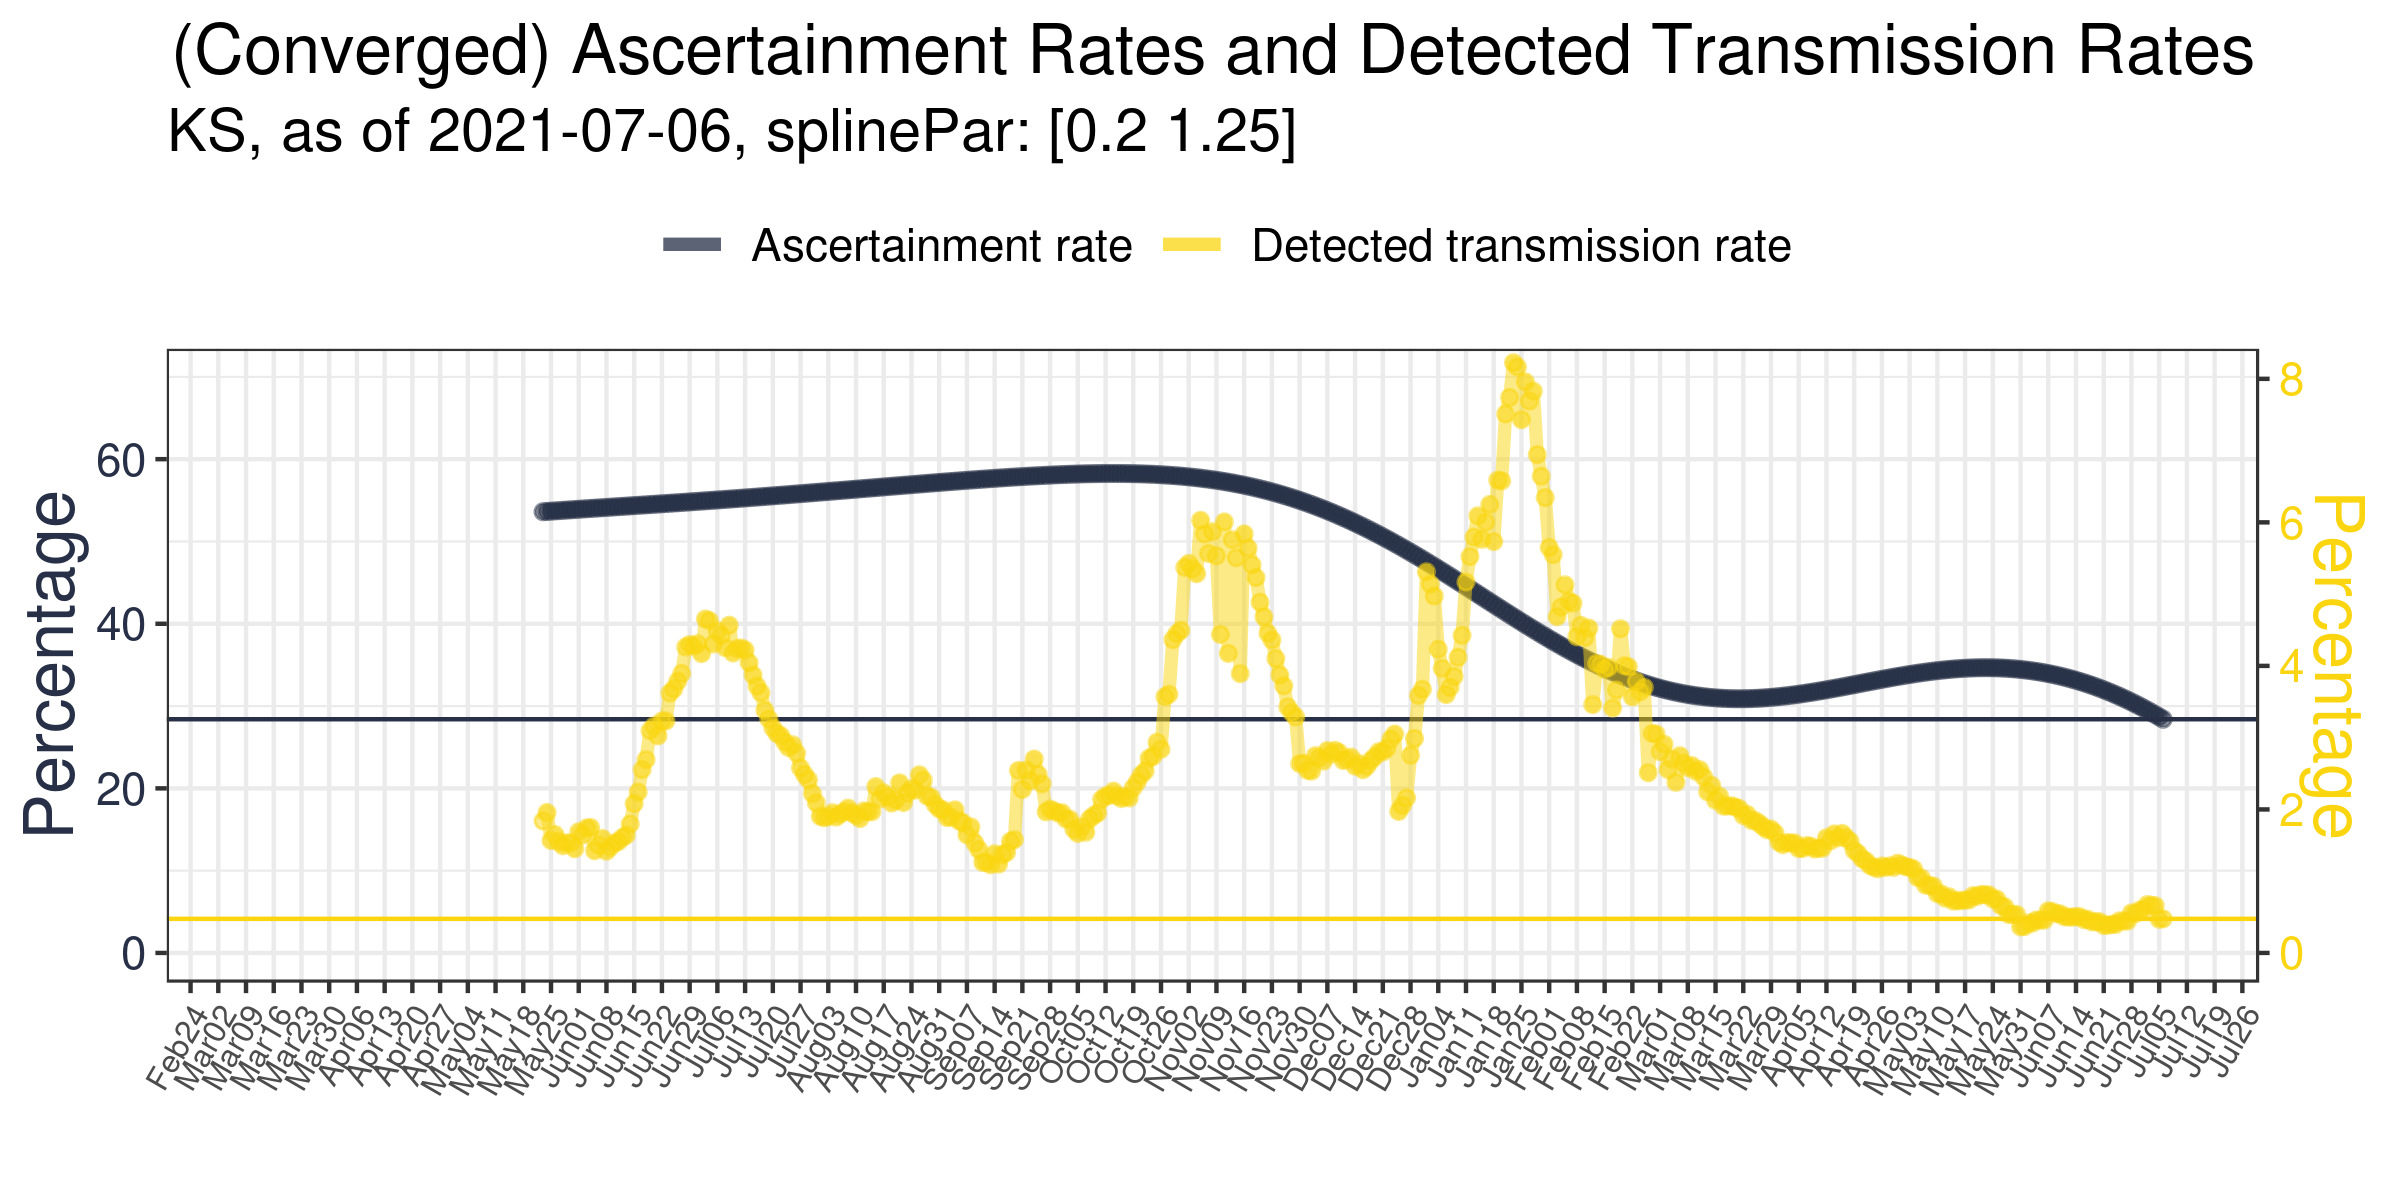 (Converged) Ascertainment Rates and Detected Transmission Rates
KS, as of 2021-07-06, splinePar: [0.2 1.25]
Ascertainment rate
Detected transmission rate
Percentage
60
40
20
0
8
6
4
2
0
Percentage
Feb24
Mar02
Mar09
Mar16
Mar23
Mar30
Apr06
Apr13
Apr20
Apr27
May04
May11
May18
May25
Jun01
Jun08
Jun15
Jun22
Jun29
Jul06
Jul13
Jul20
Jul27
Aug03
Aug10
Aug17
Aug24
Aug31
Sep07
Sep14
Sep21
Sep28
Oct05
Oct12
Oct19
Oct26
Nov02
Nov09
Nov16
Nov23
Nov30
Dec07
Dec14
Dec21
Dec28
Jan04
Jan11
Jan18
Jan25
Feb01
Feb08
Feb15
Feb22
Mar01
Mar08
Mar15
Mar22
Mar29
Apr05
Apr12
Apr19
Apr26
May03
May10
May17
May24
May31
Jun07
Jun14
Jun21
Jun28
Jul05
Jul12
Jul19
Jul26